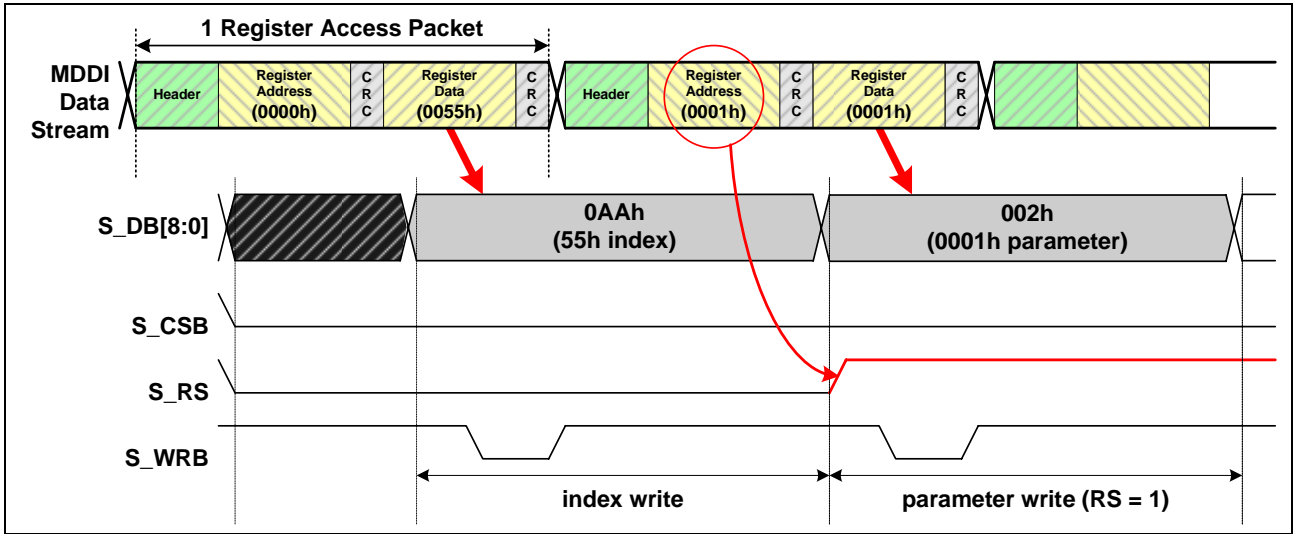 1 Register Access Packet
MDDI
Data
Stream
Header
Register
Address
(0000h)
C
R
C
Register
Data
(0055h)
C
R
C
Header
Register
Address
(0001h)
C
R
C
Register
Data
(0001h)
C
R
C
S_DB[8:0]
0AAh
(55h index)
002h
(0001h parameter)
S_CSB
S_RS
S_WRB
index write
parameter write (RS = 1)